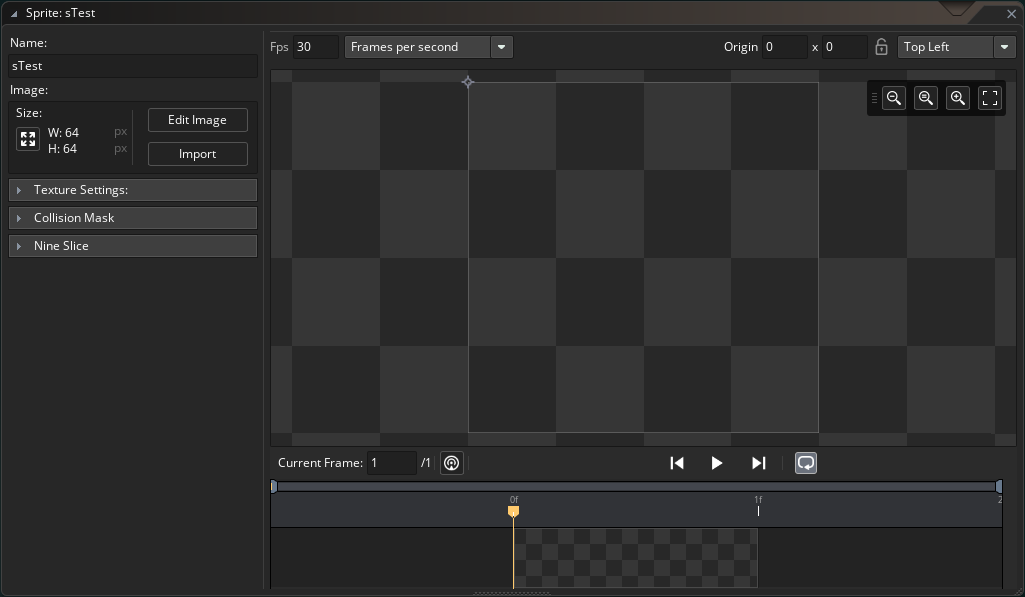 Sprite: sTest
Name:
sTest
Image:
Size:
W: 64 px
H: 64 px
Edit Image
Import
Texture Settings:
Collision Mask
Nine Slice
Fps 30 Frames per second
Origin 0 x 0 Top Left
Current Frame: 1 /1
0f 1f 2